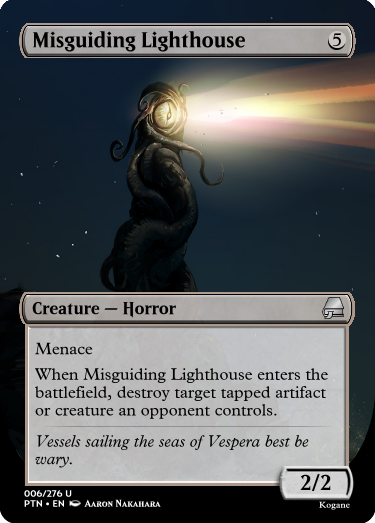 Misguiding Lighthouse 5
Creature — Horror
Menace
When Misguiding Lighthouse enters the
battlefield, destroy target tapped artifact
or creature an opponent controls.
Vessels sailing the seas of Vespera best be
wary.
2/2
006/276 U
PTN • EN Aaron Nakahara
Kogane